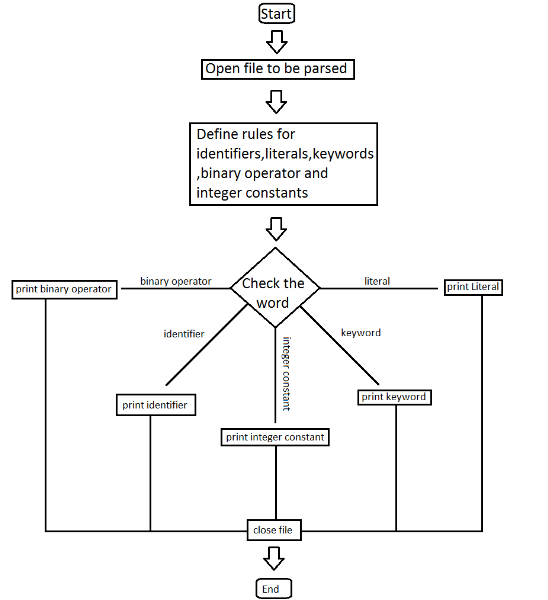 Start
Open file to be parsed
Define rules for
identifiers,literals,keywords
,binary operator and
integer constants
Check the
word
binary operator
literal
print binary operator
print Literal
identifier
integer constant
keyword
print identifier
print keyword
print integer constant
close file
End